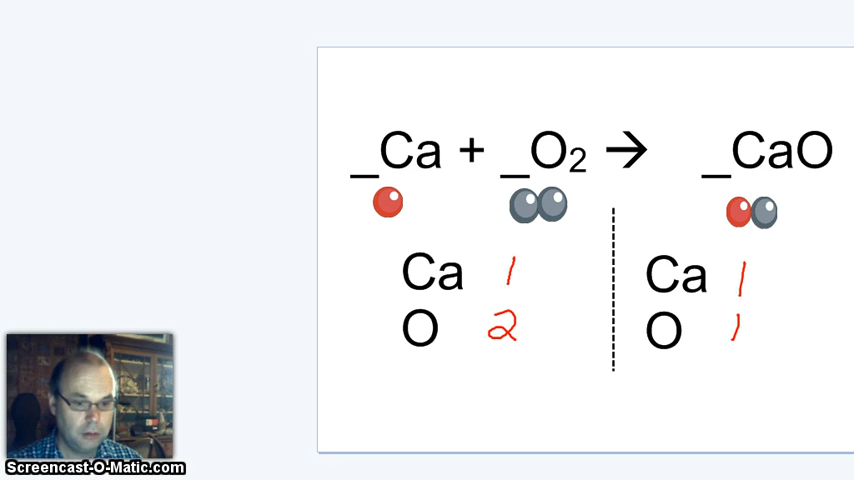 _Ca + _O2 → _CaO
Ca 1 Ca 1
O 2 O 1
Screencast-O-Matic.com